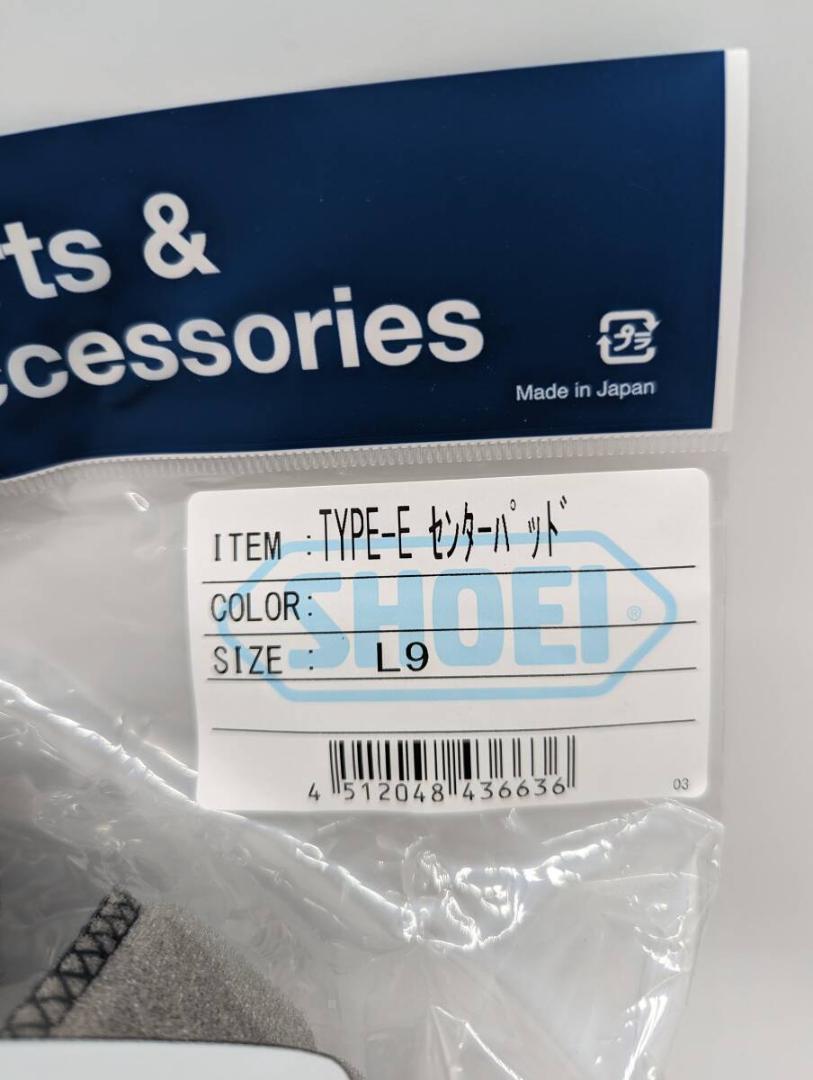 rts &
ccessories
プラ
Made in Japan
ITEM :TYPE-E センターパッド
COLOR:
SHOEI®
SIZE : L9
4 512048 436636
03